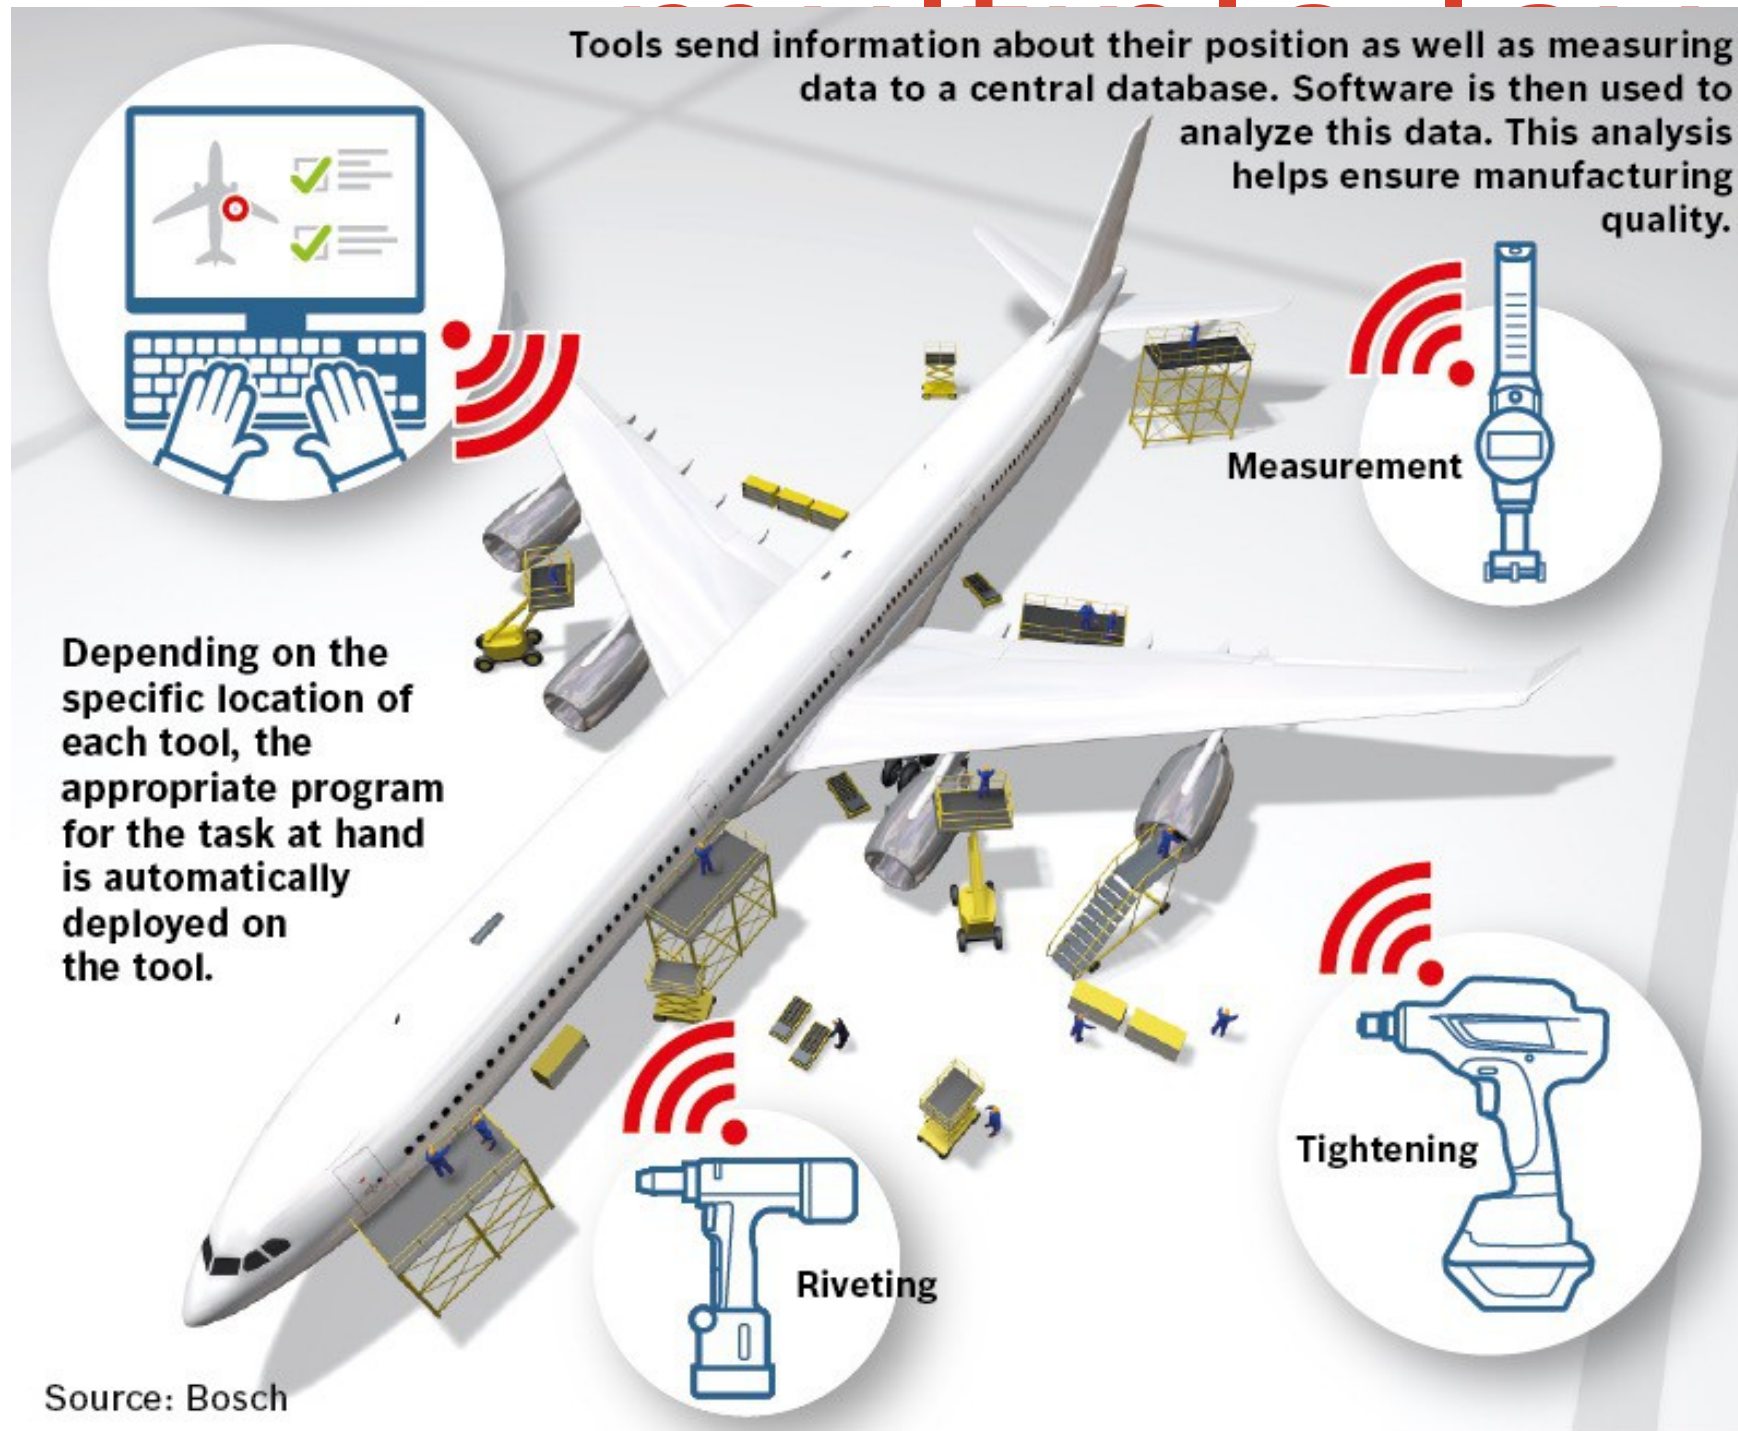 Tools send information about their position as well as measuring
data to a central database. Software is then used to
analyze this data. This analysis
helps ensure manufacturing
quality.
Measurement
Depending on the
specific location of
each tool, the
appropriate program
for the task at hand
is automatically
deployed on
the tool.
Tightening
Riveting
Source: Bosch